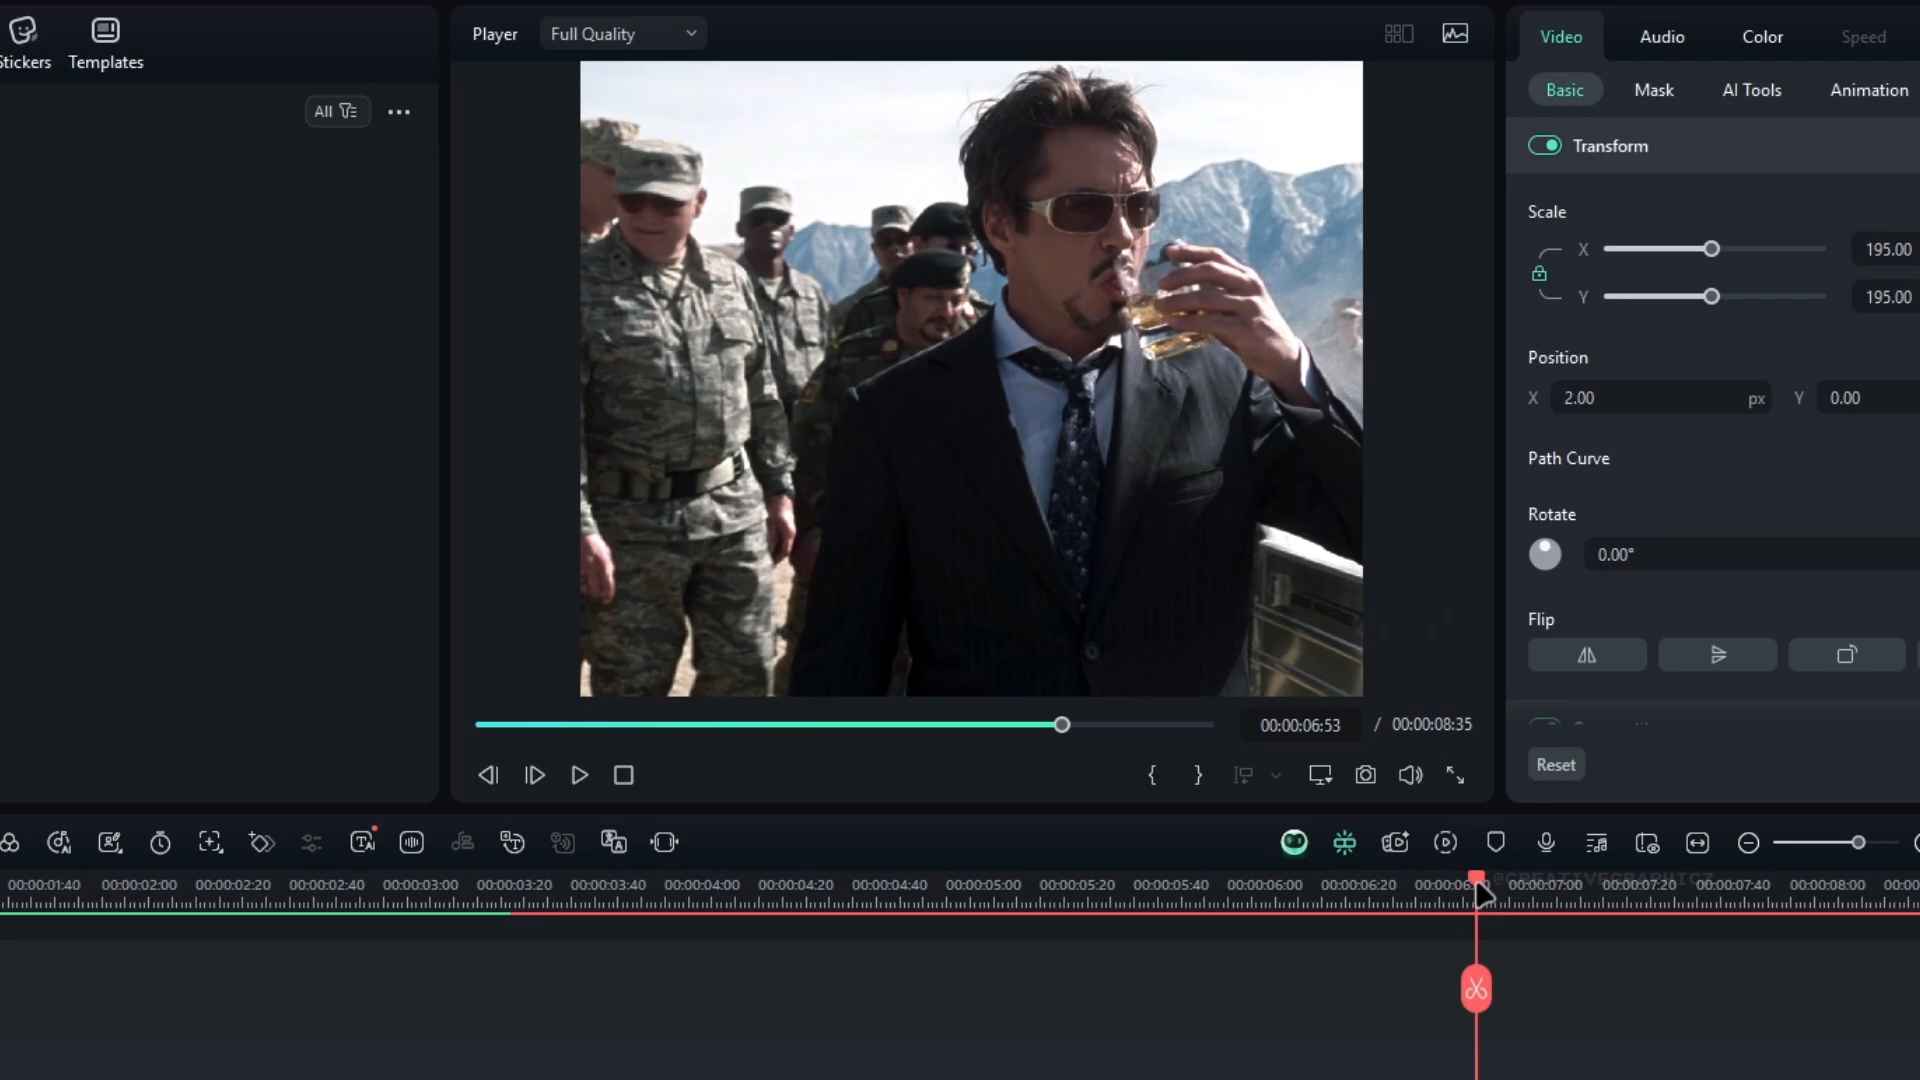 Stickers
Templates
All
Player
Full Quality
Video
Audio
Color
Speed
Basic
Mask
AI Tools
Animation
Transform
Scale
X
195.00
Y
195.00
Position
X
2.00
px
Y
0.00
Path Curve
Rotate
0.00°
Flip
Reset
00:00:06:53
/
00:00:08:35
00:00:01:40
00:00:02:00
00:00:02:20
00:00:02:40
00:00:03:00
00:00:03:20
00:00:03:40
00:00:04:00
00:00:04:20
00:00:04:40
00:00:05:00
00:00:05:20
00:00:05:40
00:00:06:00
00:00:06:20
00:00:07:00
00:00:07:20
00:00:07:40
00:00:08:00
@CREATIVEGRAPHICZ